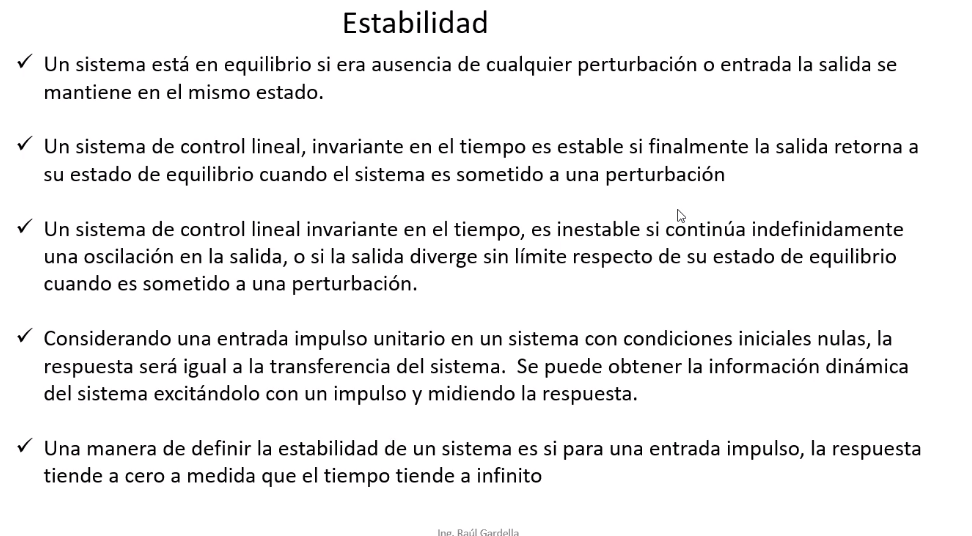 Estabilidad
✓ Un sistema está en equilibrio si era ausencia de cualquier perturbación o entrada la salida se
mantiene en el mismo estado.
✓ Un sistema de control lineal, invariante en el tiempo es estable si finalmente la salida retorna a
su estado de equilibrio cuando el sistema es sometido a una perturbación
✓ Un sistema de control lineal invariante en el tiempo, es inestable si continúa indefinidamente
una oscilación en la salida, o si la salida diverge sin límite respecto de su estado de equilibrio
cuando es sometido a una perturbación.
✓ Considerando una entrada impulso unitario en un sistema con condiciones iniciales nulas, la
respuesta será igual a la transferencia del sistema.  Se puede obtener la información dinámica
del sistema excitándolo con un impulso y midiendo la respuesta.
✓ Una manera de definir la estabilidad de un sistema es si para una entrada impulso, la respuesta
tiende a cero a medida que el tiempo tiende a infinito
Ing. Raúl Gardella